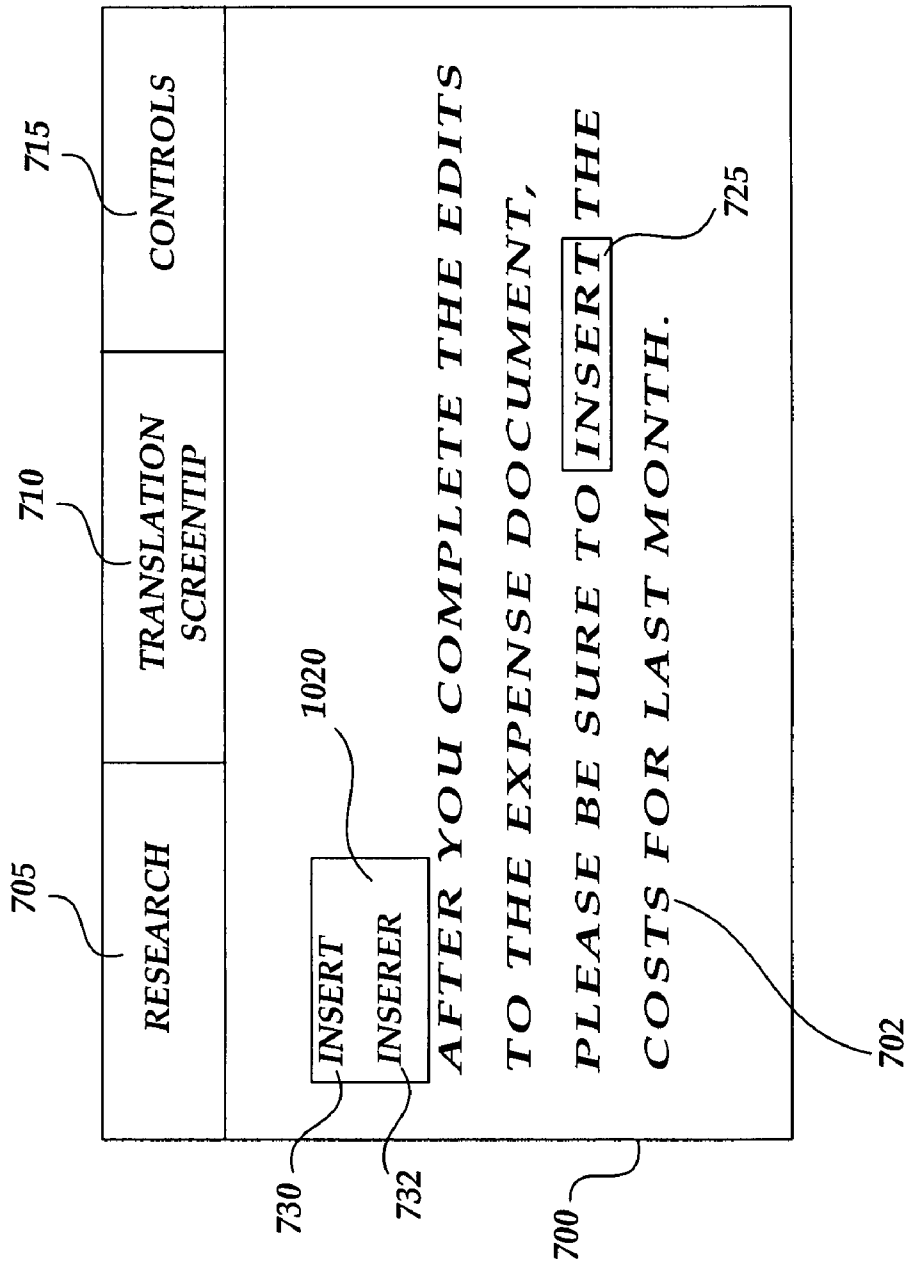 705
710
715
RESEARCH
TRANSLATION
SCREENTIP
CONTROLS
1020
730
INSERT
732
INSERER
AFTER YOU COMPLETE THE EDITS
TO THE EXPENSE DOCUMENT,
PLEASE BE SURE TO INSERT THE
COSTS FOR LAST MONTH.
725
700
702